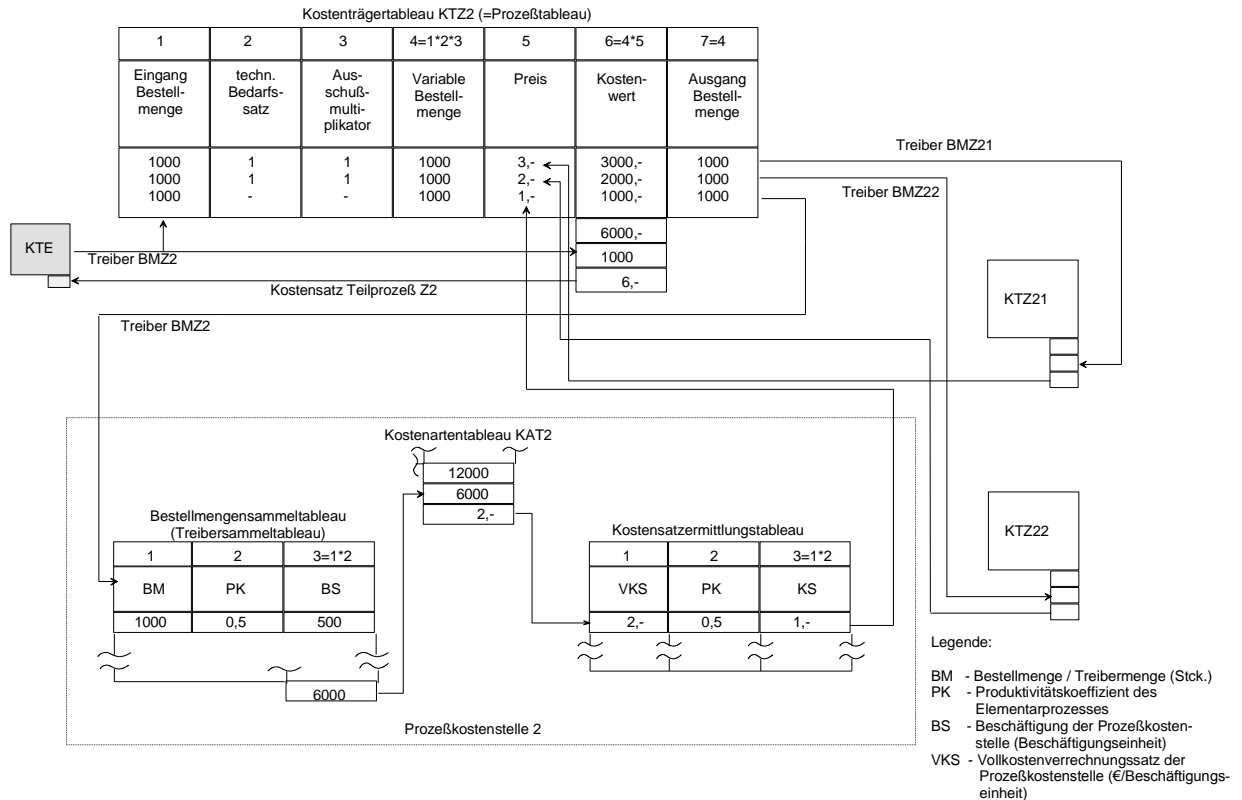 Kostenträgertableau KTZ2 (=Prozeßtableau)
1 2 3 4=1*2*3 5 6=4*5 7=4
Eingang techn. Aus- Variable Preis Kosten- Ausgang
Bestell- Bedarfs- schuß- Bestell- wert Bestell-
menge satz multi- menge menge
plikator
1000 1 1 1000 3,- 3000,- 1000
1000 1 1 1000 2,- 2000,- 1000
1000 - - 1000 1,- 1000,- 1000
6000,-
1000
6,-
Treiber BMZ21
Treiber BMZ22
KTE
Treiber BMZ2
Kostensatz Teilprozeß Z2
Treiber BMZ2
KTZ21
KTZ22
Kostenartentableau KAT2
12000
6000
2,-
Bestellmengensammeltableau
(Treibersammeltableau)
1 2 3=1*2
BM PK BS
1000 0,5 500
6000
Kostensatzermittlungstableau
1 2 3=1*2
VKS PK KS
2,- 0,5 1,-
Prozeßkostenstelle 2
Legende:
BM - Bestellmenge / Treibermenge (Stck.)
PK - Produktivitätskoeffizient des
Elementarprozesses
BS - Beschäftigung der Prozeßkosten-
stelle (Beschäftigungseinheit)
VKS - Vollkostenverrechnungssatz der
Prozeßkostenstelle (€/Beschäftigungs-
einheit)